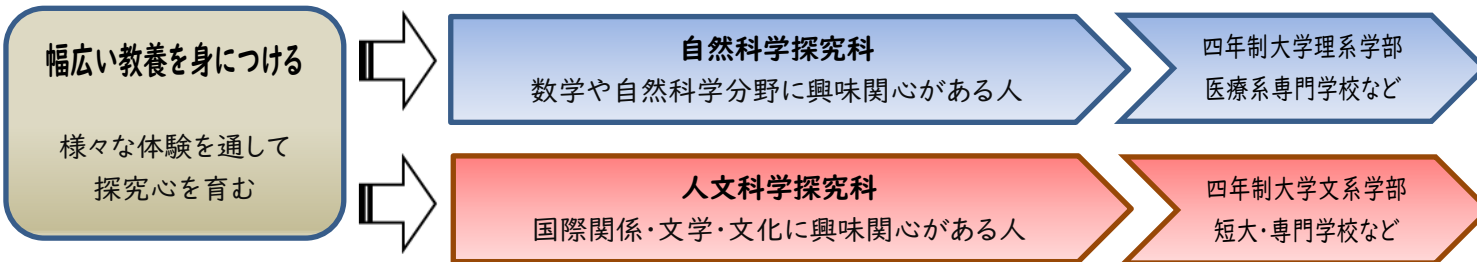 幅広い教養を身につける
様々な体験を通して
探究心を育む
自然科学探究科
数学や自然科学分野に興味関心がある人
四年制大学理系学部
医療系専門学校など
人文科学探究科
国際関係・文学・文化に興味関心がある人
四年制大学文系学部
短大・専門学校など